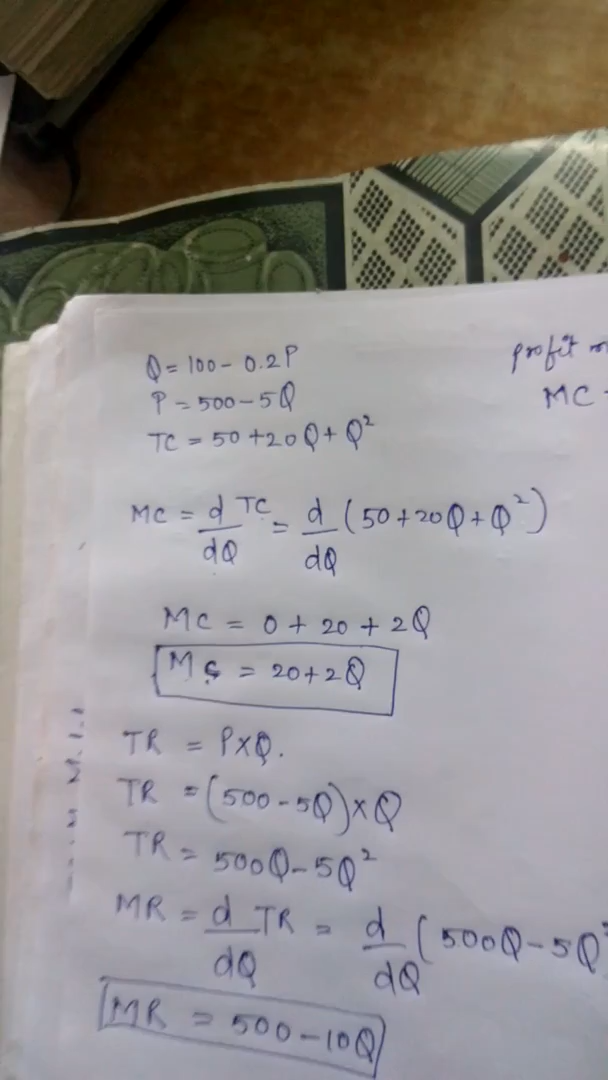 Q = 100 - 0.2P
P = 500 - 5Q
TC = 50 + 20Q + Q²
MC = d/dQ TC = d/dQ (50 + 20Q + Q²)
MC = 0 + 20 + 2Q
MC = 20 + 2Q
TR = P×Q.
TR = (500 - 5Q)×Q
TR = 500Q - 5Q²
MR = d/dQ TR = d/dQ (500Q - 5Q²
MR = 500 - 10Q
profit
MC